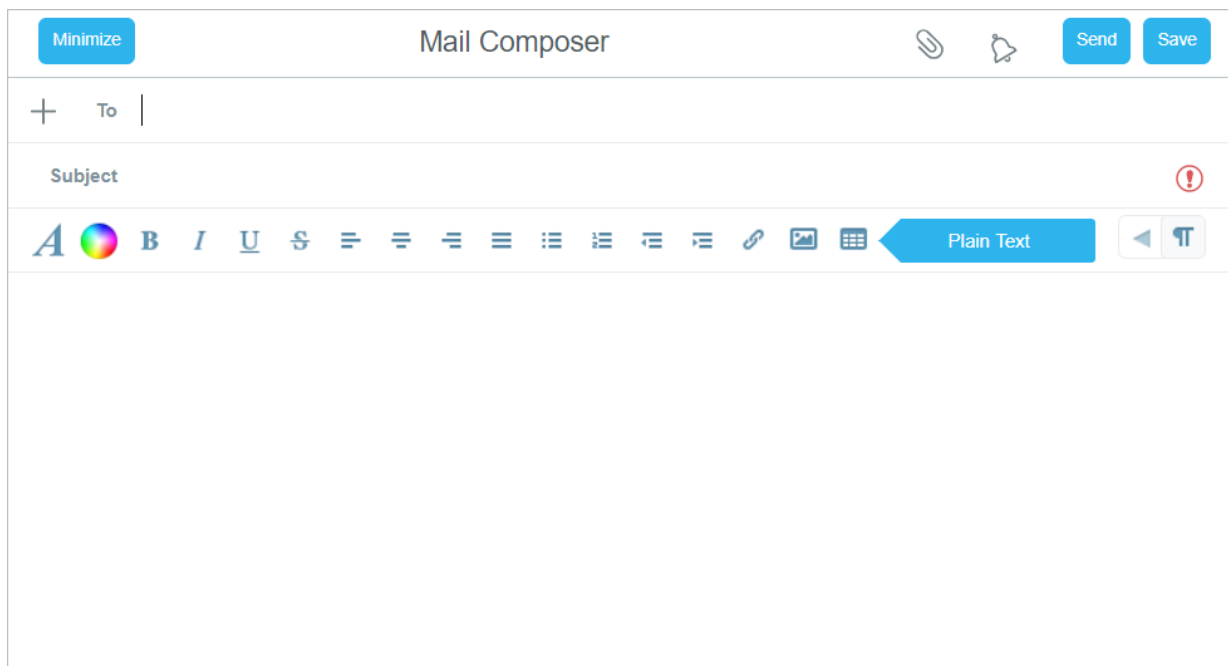 Minimize
Mail Composer
Send
Save
To
Subject
A B I U S
Plain Text